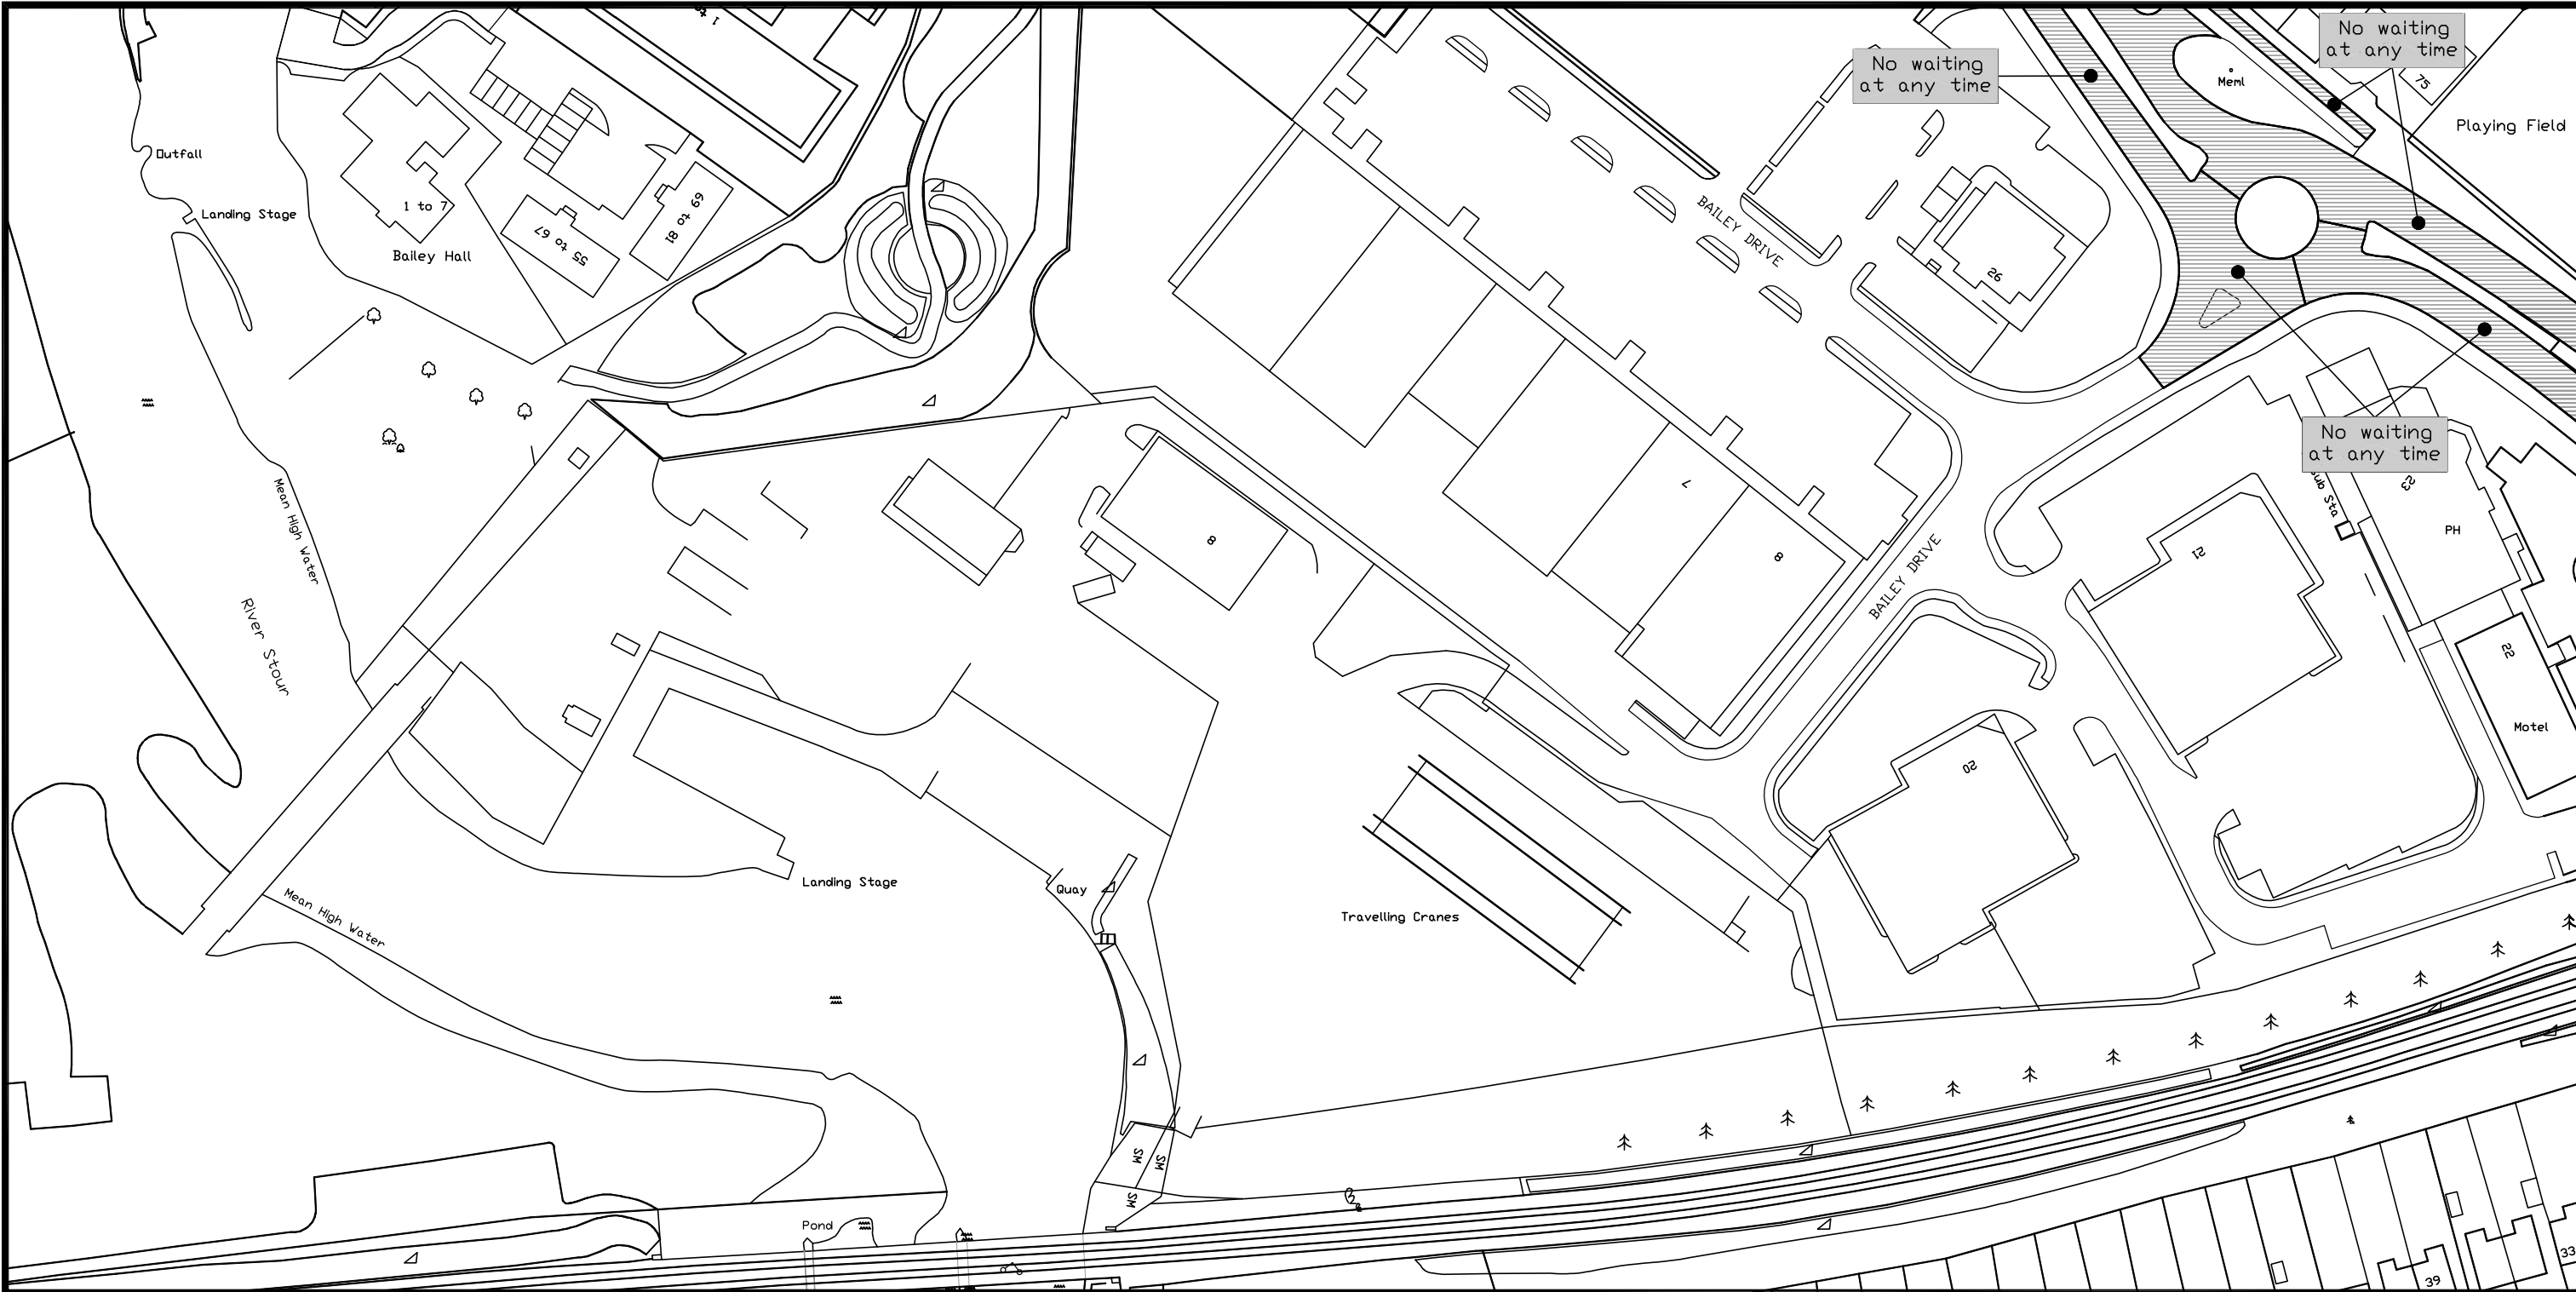 No waiting
at any time
No waiting
at any time
Meml
75
Playing Field
Outfall
Landing Stage
1 to 7
Bailey Hall
55 to 67
69 to 81
BAILEY DRIVE
26
No waiting
at any time
Mean High Water
River Stour
8
7
8
BAILEY DRIVE
21
ub Sta
23
PH
22
Motel
20
Landing Stage
Quay
Travelling Cranes
Mean High Water
SM
SM
SM
Pond
39
33